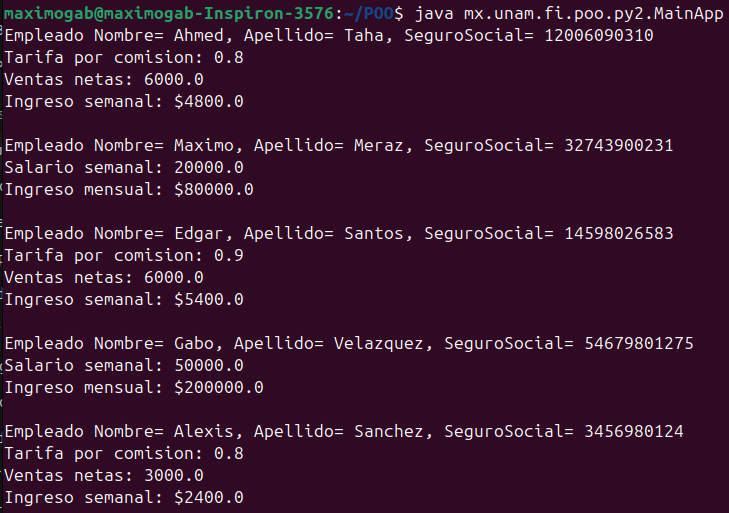 maximogab@maximogab-Inspiron-3576:~/POO$ java mx.unam.fi.poo.py2.MainApp
Empleado Nombre= Ahmed, Apellido= Taha, SeguroSocial= 12006090310
Tarifa por comision: 0.8
Ventas netas: 6000.0
Ingreso semanal: $4800.0
Empleado Nombre= Maximo, Apellido= Meraz, SeguroSocial= 32743900231
Salario semanal: 20000.0
Ingreso mensual: $80000.0
Empleado Nombre= Edgar, Apellido= Santos, SeguroSocial= 14598026583
Tarifa por comision: 0.9
Ventas netas: 6000.0
Ingreso semanal: $5400.0
Empleado Nombre= Gabo, Apellido= Velazquez, SeguroSocial= 54679801275
Salario semanal: 50000.0
Ingreso mensual: $200000.0
Empleado Nombre= Alexis, Apellido= Sanchez, SeguroSocial= 3456980124
Tarifa por comision: 0.8
Ventas netas: 3000.0
Ingreso semanal: $2400.0